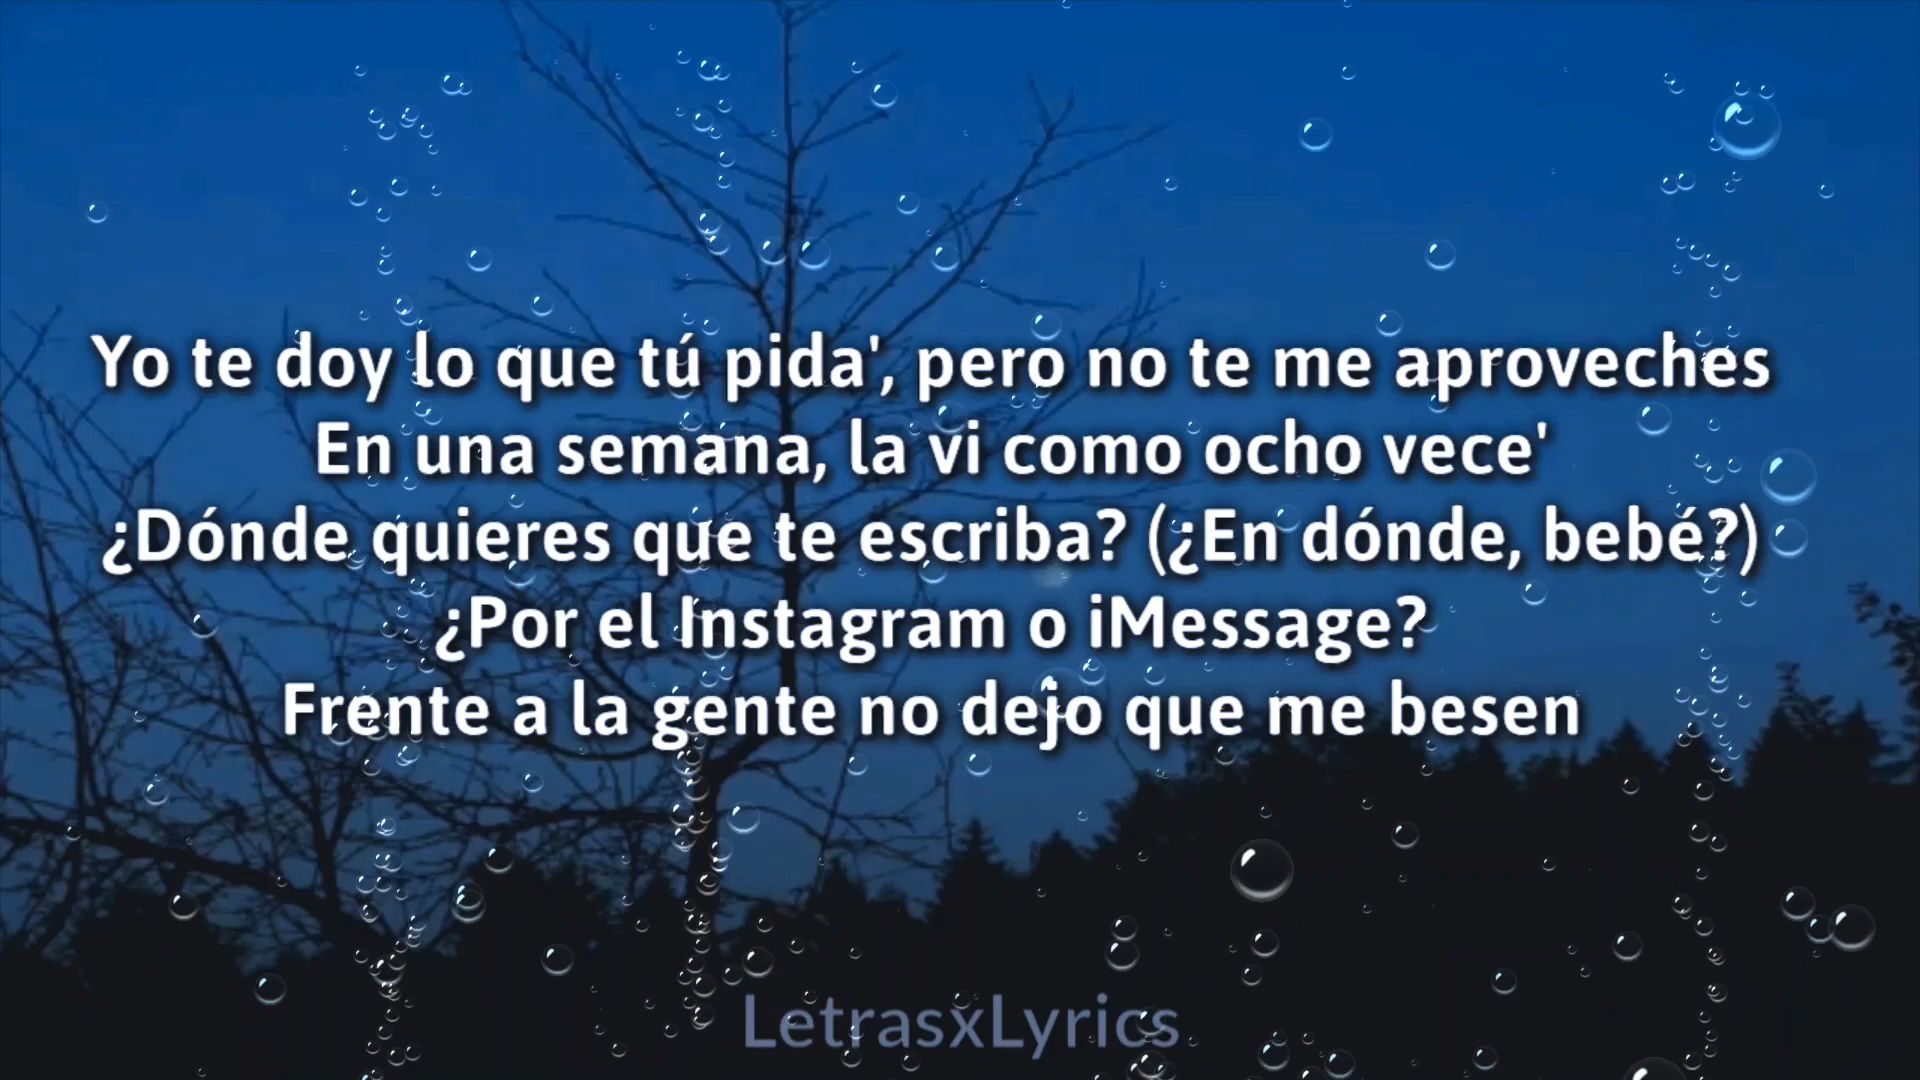 Yo te doy lo que tú pida', pero no te me aproveches
En una semana, la vi como ocho vece'
¿Dónde quieres que te escriba? (¿En dónde, bebé?)
¿Por el Instagram o iMessage?
Frente a la gente no dejo que me besen
LetrasxLyrics